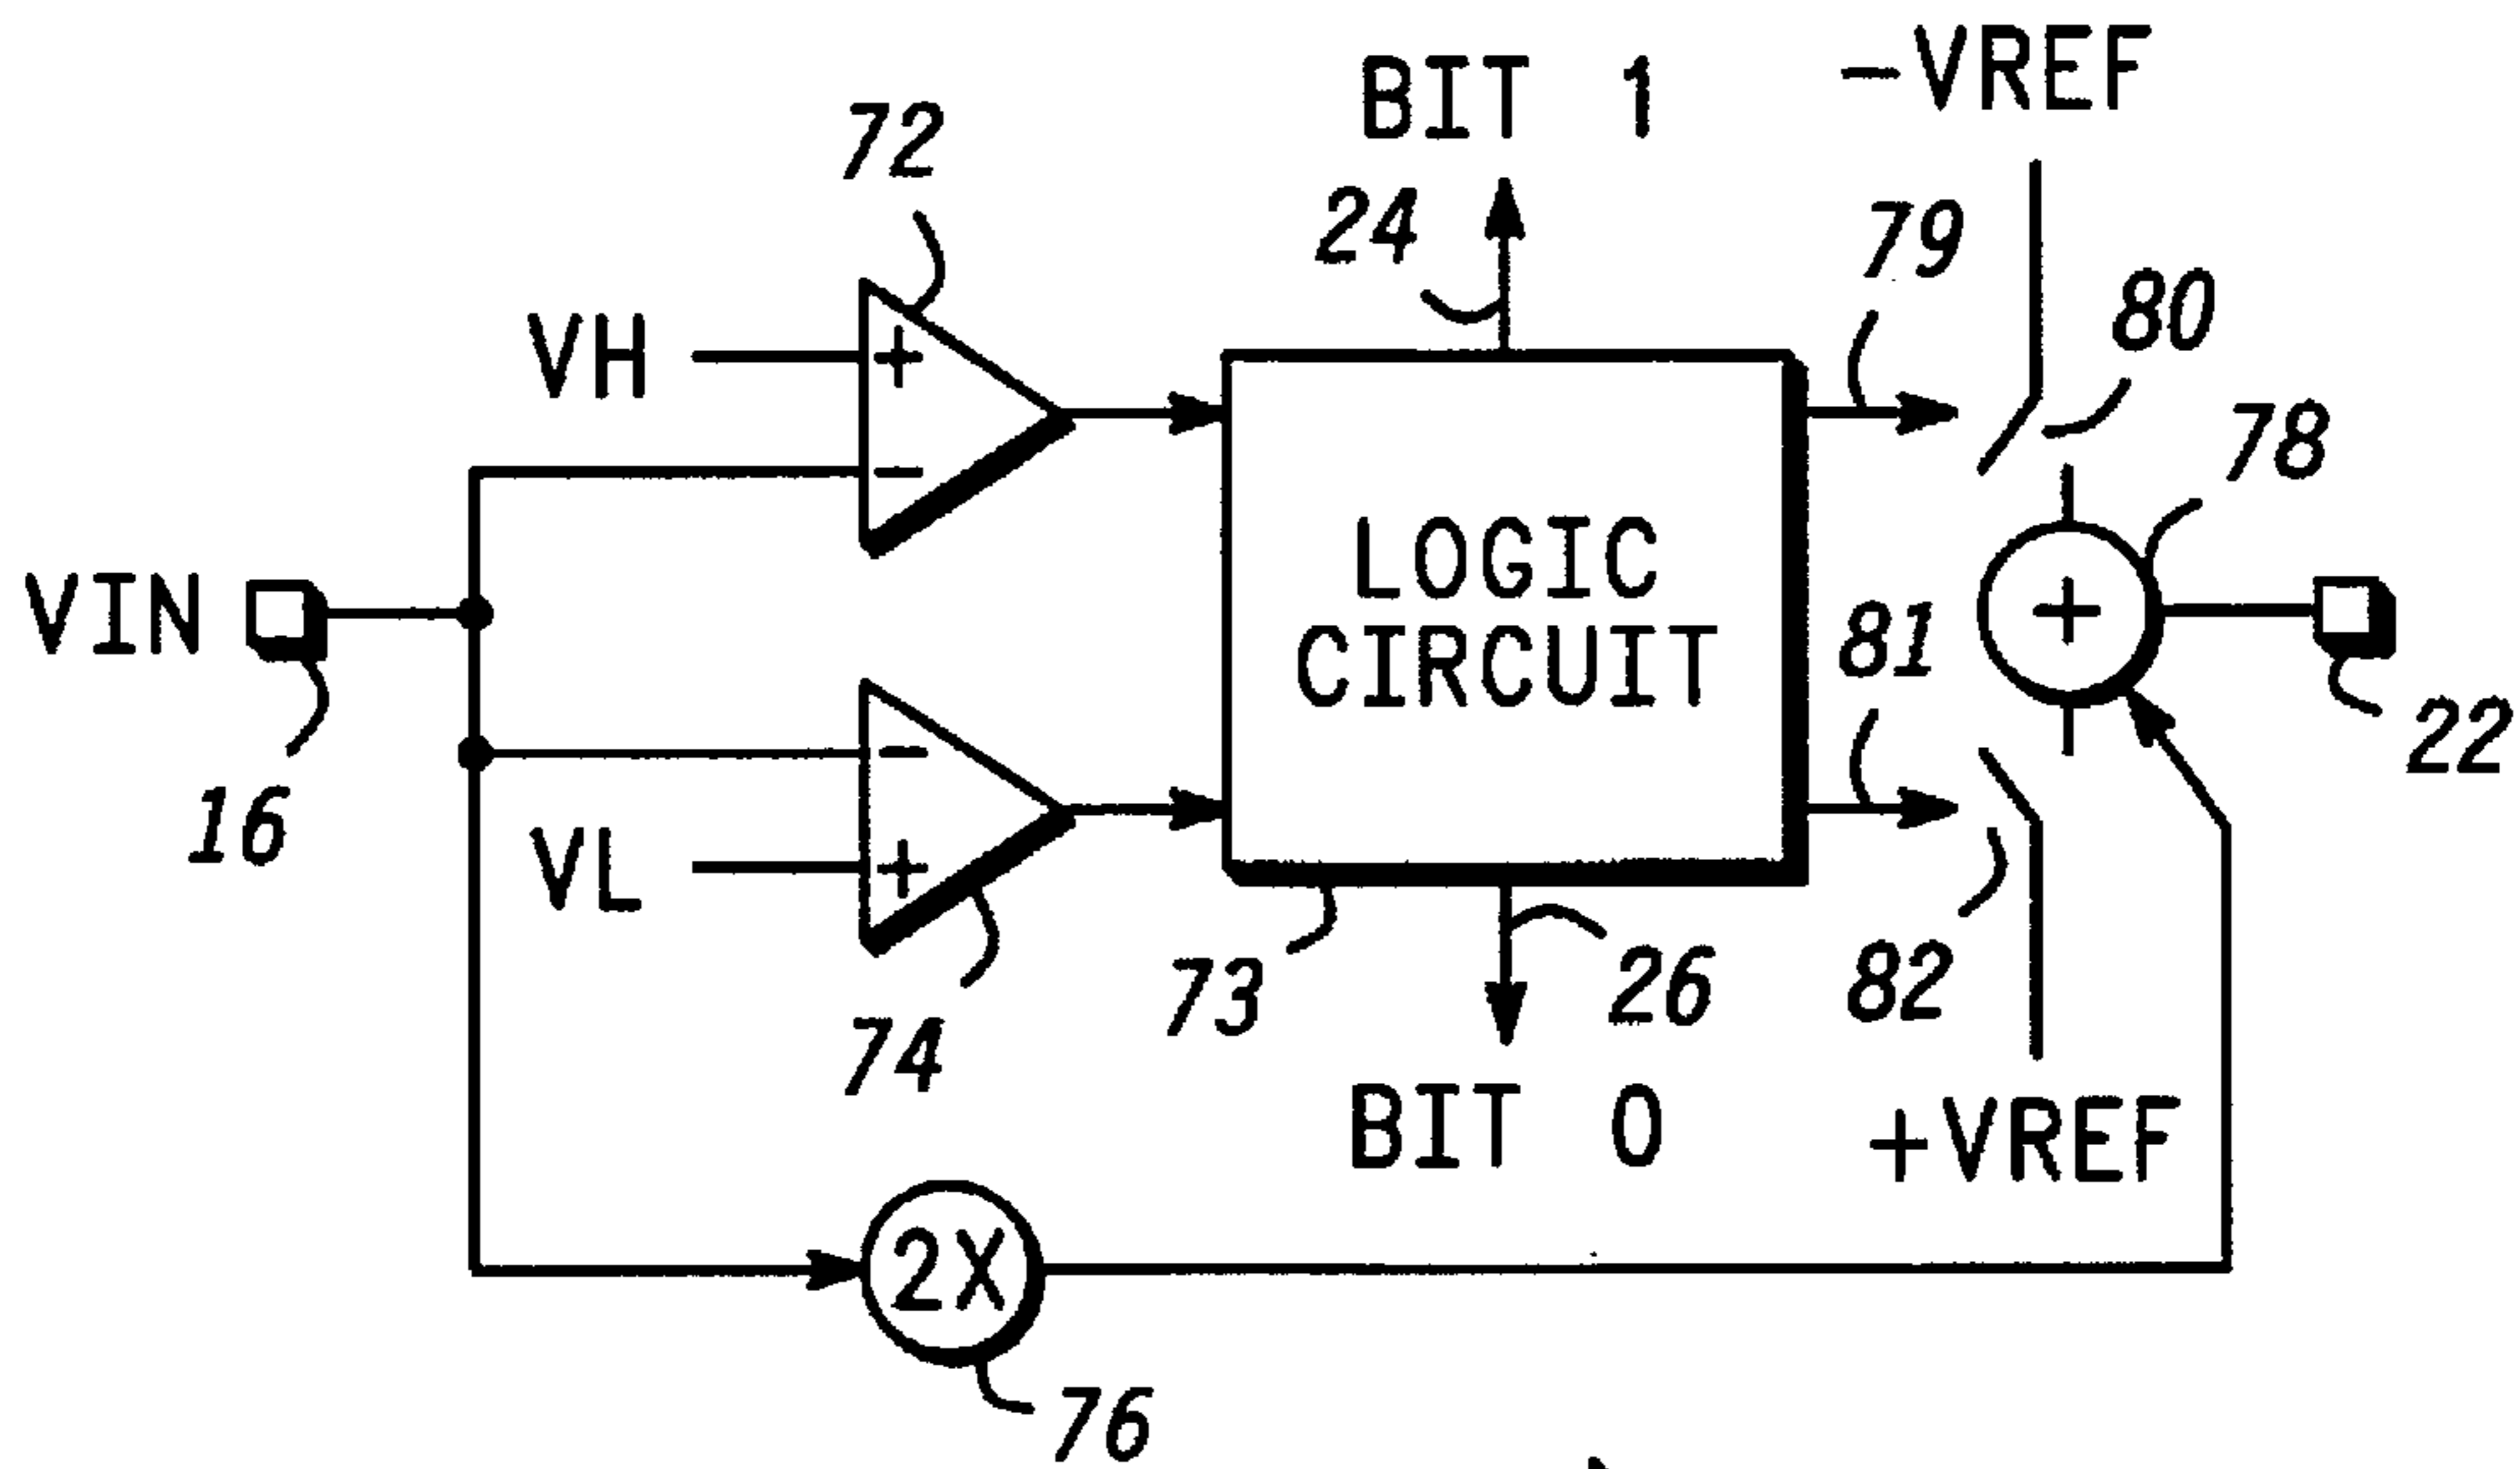 -VREF
BIT 1
72
24
79
80
VH
+
-
78
LOGIC
CIRCUIT
VIN
+
81
22
16
-
VL
+
82
73
26
74
BIT 0
+VREF
2X
76